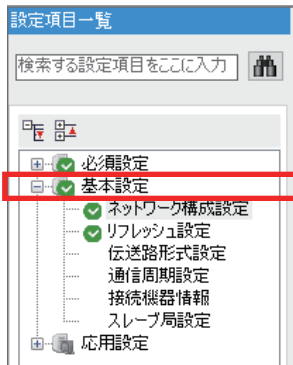 設定項目一覧
検索する設定項目をここに入力
必須設定
基本設定
ネットワーク構成設定
リフレッシュ設定
伝送路形式設定
通信周期設定
接続機器情報
スレーブ局設定
応用設定